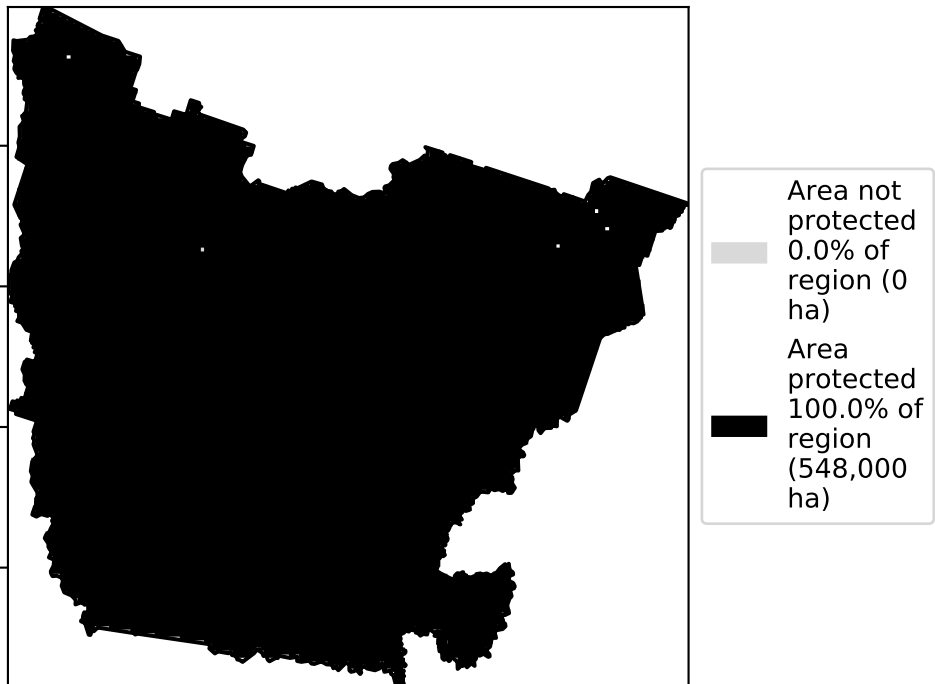 Area not
protected
0.0% of
region (0
ha)
Area
protected
100.0% of
region
(548,000
ha)